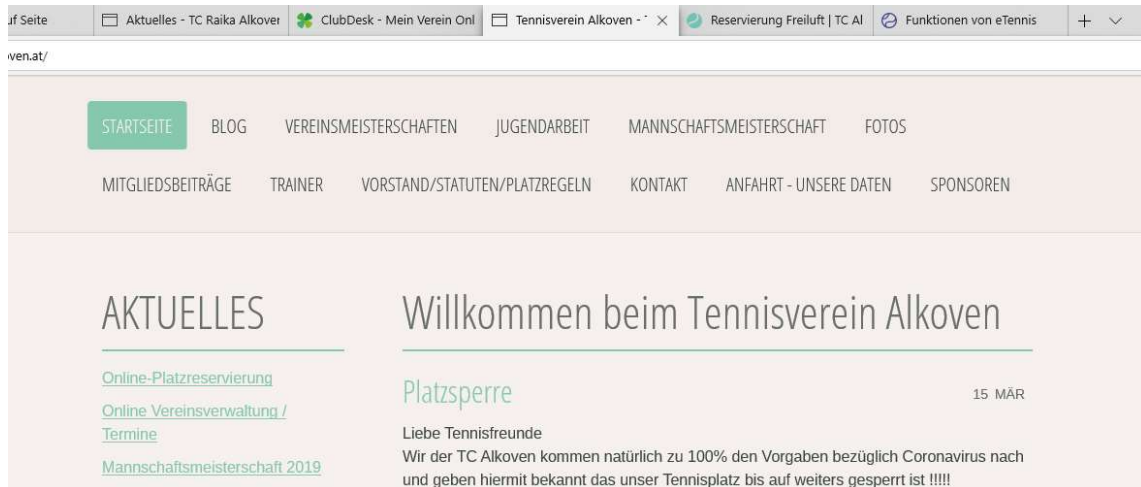 uf Seite
Aktuelles - TC Raika Alkover
ClubDesk - Mein Verein Onl
Tennisverein Alkoven - T
Reservierung Freiluft | TC Al
Funktionen von eTennis
oven.at/
STARTSEITE BLOG VEREINSMEISTERSCHAFTEN JUGENDARBEIT MANNSCHAFTSMEISTERSCHAFT FOTOS
MITGLIEDSBEITRÄGE TRAINER VORSTAND/STATUTEN/PLATZREGELN KONTAKT ANFAHRT - UNSERE DATEN SPONSOREN
AKTUELLES
Online-Platzreservierung
Online Vereinsverwaltung /
Termine
Mannschaftsmeisterschaft 2019
Willkommen beim Tennisverein Alkoven
Platzsperre 15 MÄR
Liebe Tennisfreunde
Wir der TC Alkoven kommen natürlich zu 100% den Vorgaben bezüglich Coronavirus nach
und geben hiermit bekannt das unser Tennisplatz bis auf weiters gesperrt ist !!!!!